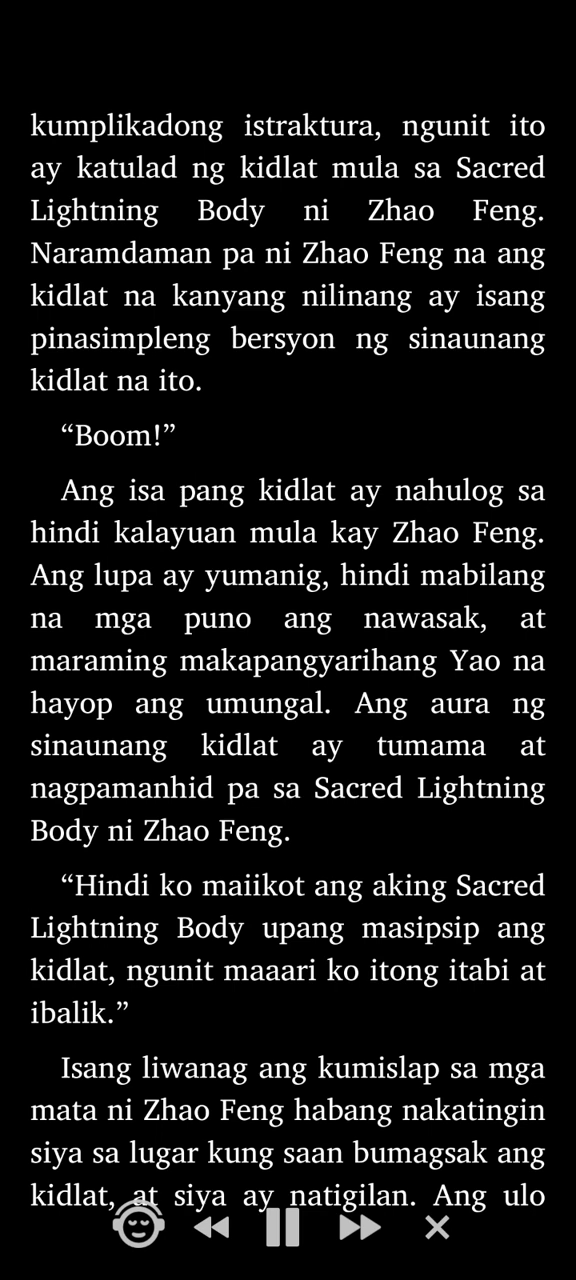 kumplikadong istraktura, ngunit ito
ay katulad ng kidlat mula sa Sacred
Lightning Body ni Zhao Feng.
Naramdaman pa ni Zhao Feng na ang
kidlat na kanyang nilinang ay isang
pinasimpleng bersyon ng sinaunang
kidlat na ito.
“Boom!”
Ang isa pang kidlat ay nahulog sa
hindi kalayuan mula kay Zhao Feng.
Ang lupa ay yumanig, hindi mabilang
na mga puno ang nawasak, at
maraming makapangyarihang Yao na
hayop ang umungal. Ang aura ng
sinaunang kidlat ay tumama at
nagpamanhid pa sa Sacred Lightning
Body ni Zhao Feng.
“Hindi ko maiikot ang aking Sacred
Lightning Body upang masipsip ang
kidlat, ngunit maaari ko itong itabi at
ibalik.”
Isang liwanag ang kumislap sa mga
mata ni Zhao Feng habang nakatingin
siya sa lugar kung saan bumagsak ang
kidlat, at siya ay natigilan. Ang ulo